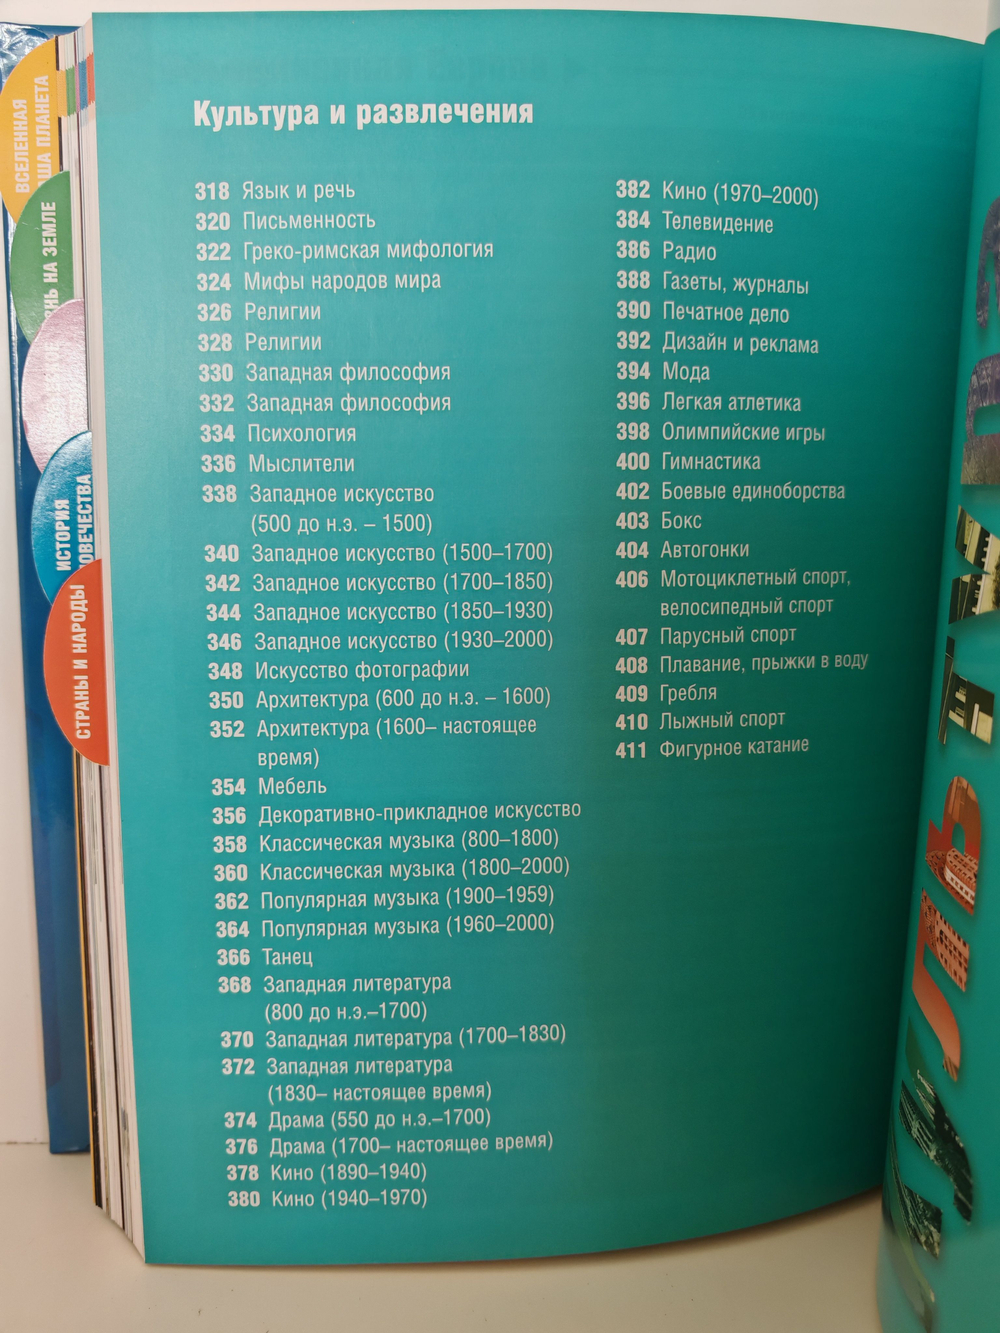 ВСЕЛЕННАЯ
АША ПЛАНЕТА
НЬ НА ЗЕМЛЕ
ИСТОРИЯ
ОВЕЧЕСТВА
СТРАНЫ И НАРОДЫ
Культура и развлечения
318 Язык и речь
320 Письменность
322 Греко-римская мифология
324 Мифы народов мира
326 Религии
328 Религии
330 Западная философия
332 Западная философия
334 Психология
336 Мыслители
338 Западное искусство
(500 до н.э. – 1500)
340 Западное искусство (1500–1700)
342 Западное искусство (1700–1850)
344 Западное искусство (1850–1930)
346 Западное искусство (1930–2000)
348 Искусство фотографии
350 Архитектура (600 до н.э. – 1600)
352 Архитектура (1600– настоящее
время)
354 Мебель
356 Декоративно-прикладное искусство
358 Классическая музыка (800–1800)
360 Классическая музыка (1800–2000)
362 Популярная музыка (1900–1959)
364 Популярная музыка (1960–2000)
366 Танец
368 Западная литература
(800 до н.э.–1700)
370 Западная литература (1700–1830)
372 Западная литература
(1830– настоящее время)
374 Драма (550 до н.э.–1700)
376 Драма (1700– настоящее время)
378 Кино (1890–1940)
380 Кино (1940–1970)
382 Кино (1970–2000)
384 Телевидение
386 Радио
388 Газеты, журналы
390 Печатное дело
392 Дизайн и реклама
394 Мода
396 Легкая атлетика
398 Олимпийские игры
400 Гимнастика
402 Боевые единоборства
403 Бокс
404 Автогонки
406 Мотоциклетный спорт,
велосипедный спорт
407 Парусный спорт
408 Плавание, прыжки в воду
409 Гребля
410 Лыжный спорт
411 Фигурное катание